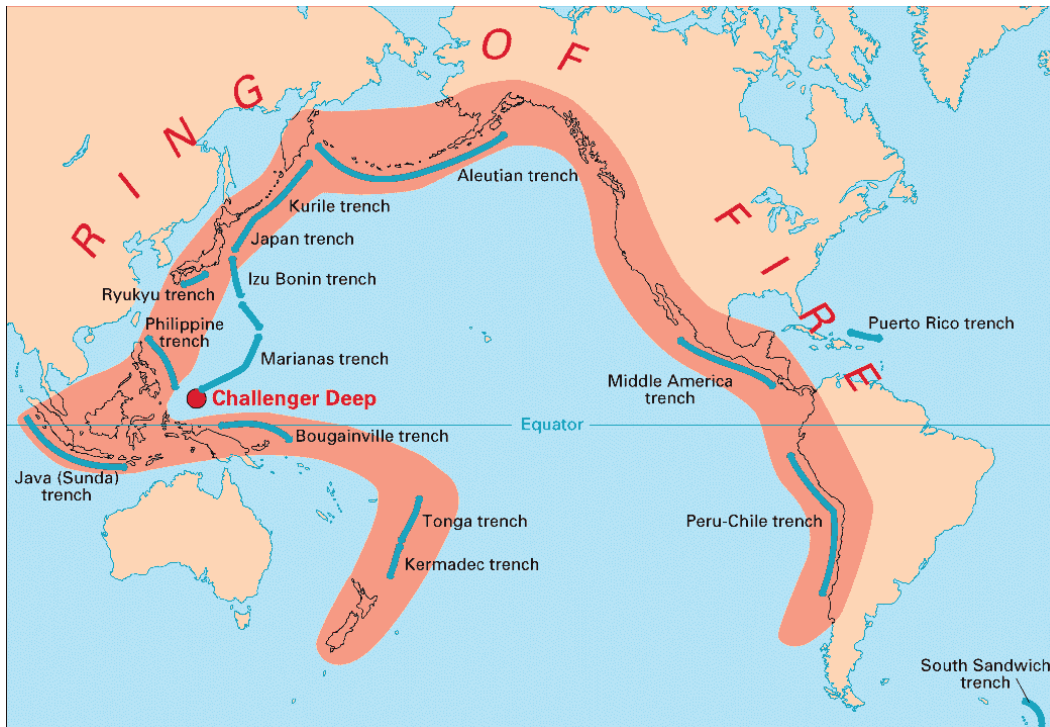 RING OF FIRE
Aleutian trench
Kurile trench
Japan trench
Izu Bonin trench
Ryukyu trench
Philippine
trench
Marianas trench
Challenger Deep
Puerto Rico trench
Middle America
trench
Equator
Bougainville trench
Java (Sunda)
trench
Tonga trench
Kermadec trench
Peru-Chile trench
South Sandwich
trench